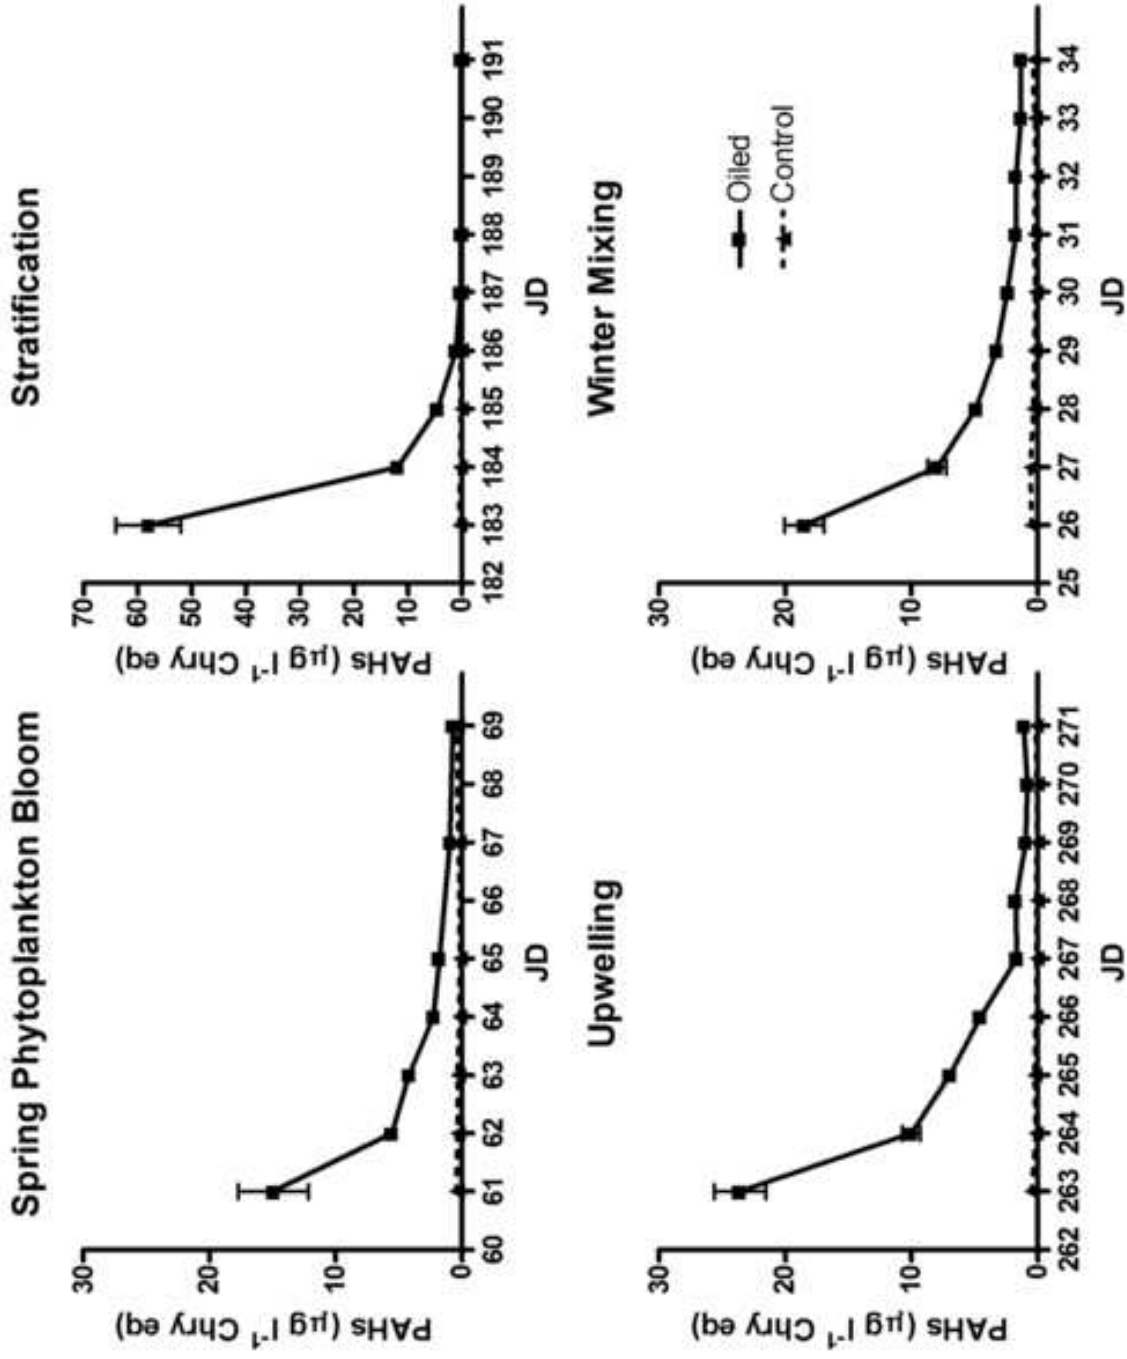 Spring Phytoplankton Bloom
PAHs (µg l⁻¹ Chry eq)
30
20
10
0
60 61 62 63 64 65 66 67 68 69
JD
Stratification
PAHs (µg l⁻¹ Chry eq)
70
60
50
40
30
20
10
0
182 183 184 185 186 187 188 189 190 191
JD
Upwelling
PAHs (µg l⁻¹ Chry eq)
30
20
10
0
262 263 264 265 266 267 268 269 270 271
JD
Winter Mixing
PAHs (µg l⁻¹ Chry eq)
30
20
10
0
25 26 27 28 29 30 31 32 33 34
JD
Oiled
Control